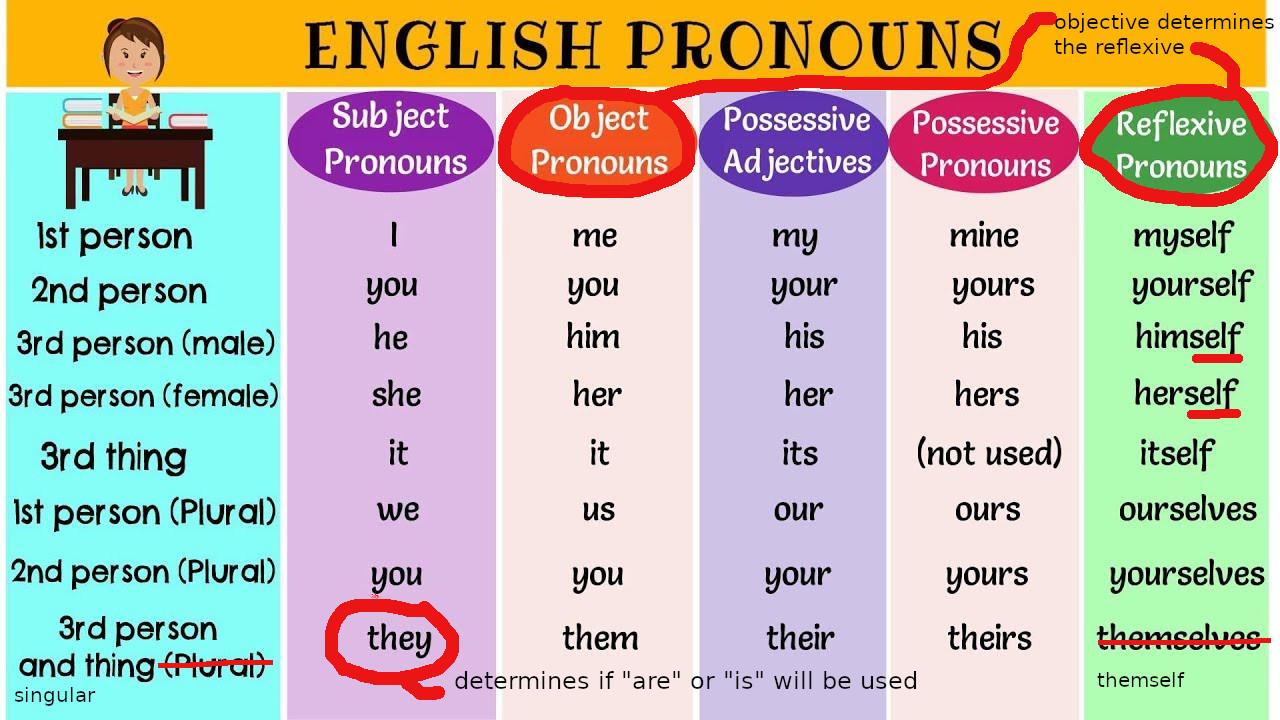 ENGLISH PRONOUNS
objective determines
the reflexive
Subject Pronouns
Object Pronouns
Possessive Adjectives
Possessive Pronouns
Reflexive Pronouns
1st person I me my mine myself
2nd person you you your yours yourself
3rd person (male) he him his his himself
3rd person (female) she her her hers herself
3rd thing it it its (not used) itself
1st person (Plural) we us our ours ourselves
2nd person (Plural) you you your yours yourselves
3rd person
and thing (Plural) they them their theirs themselves
singular
determines if "are" or "is" will be used
themself